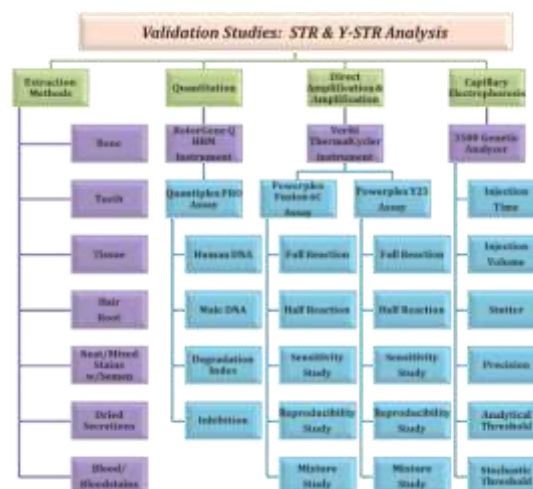 Validation Studies: STR & Y-STR Analysis
Extraction
Methods
Quantitation
Direct
Amplification &
Amplification
Capillary
Electrophoresis
Bone
Teeth
Tissue
Hair
Root
Neat/Mixed
Stains
w/Semen
Dried
Secretions
Blood/
Bloodstains
RotorGene Q
HRM
Instrument
Quantiplex PRO
Assay
Human DNA
Male DNA
Degradation
Index
Inhibition
Veriti
ThermalCycler
Instrument
Powerplex
Fusion 6C
Assay
Full Reaction
Half Reaction
Sensitivity
Study
Reproducibility
Study
Mixture
Study
Powerplex Y23
Assay
Full Reaction
Half Reaction
Sensitivity
Study
Reproducibility
Study
Mixture
Study
3500 Genetic
Analyzer
Injection
Time
Injection
Volume
Stutter
Precision
Analytical
Threshold
Stochastic
Threshold